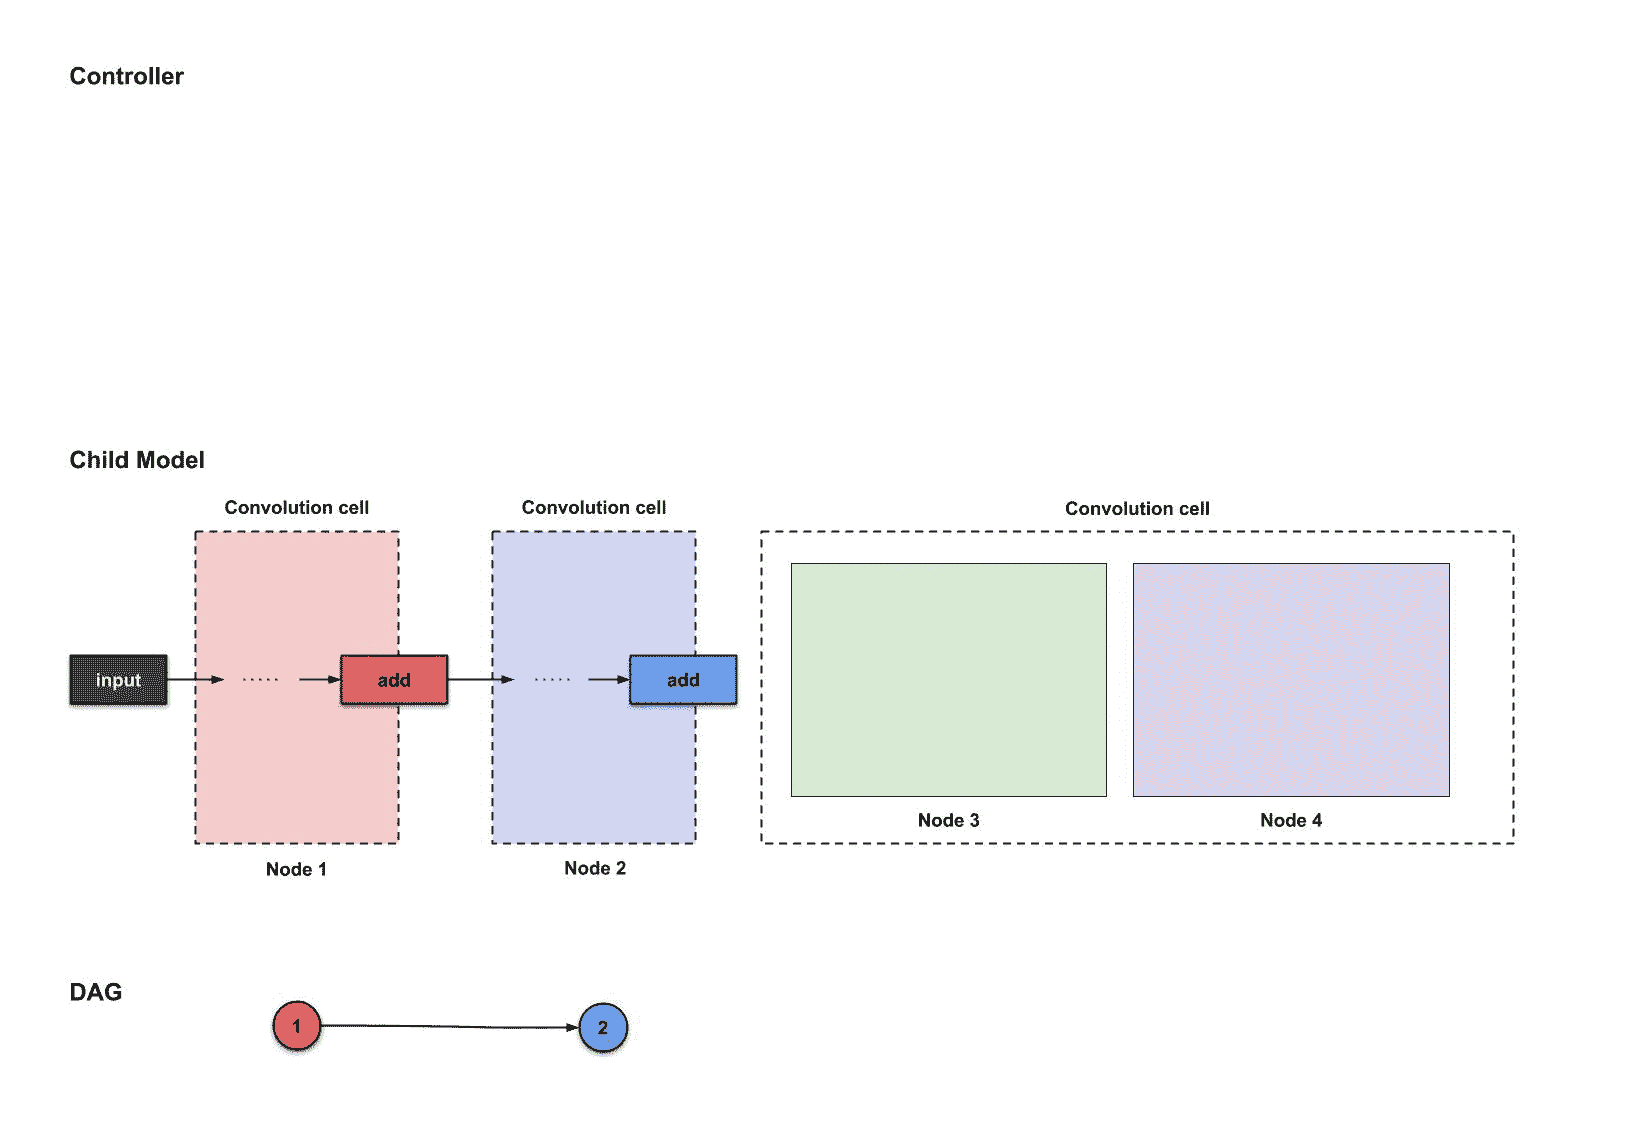 Controller
Child Model
Convolution cell
Convolution cell
Convolution cell
input
.....
add
.....
add
Node 3
Node 4
Node 1
Node 2
DAG
1
2